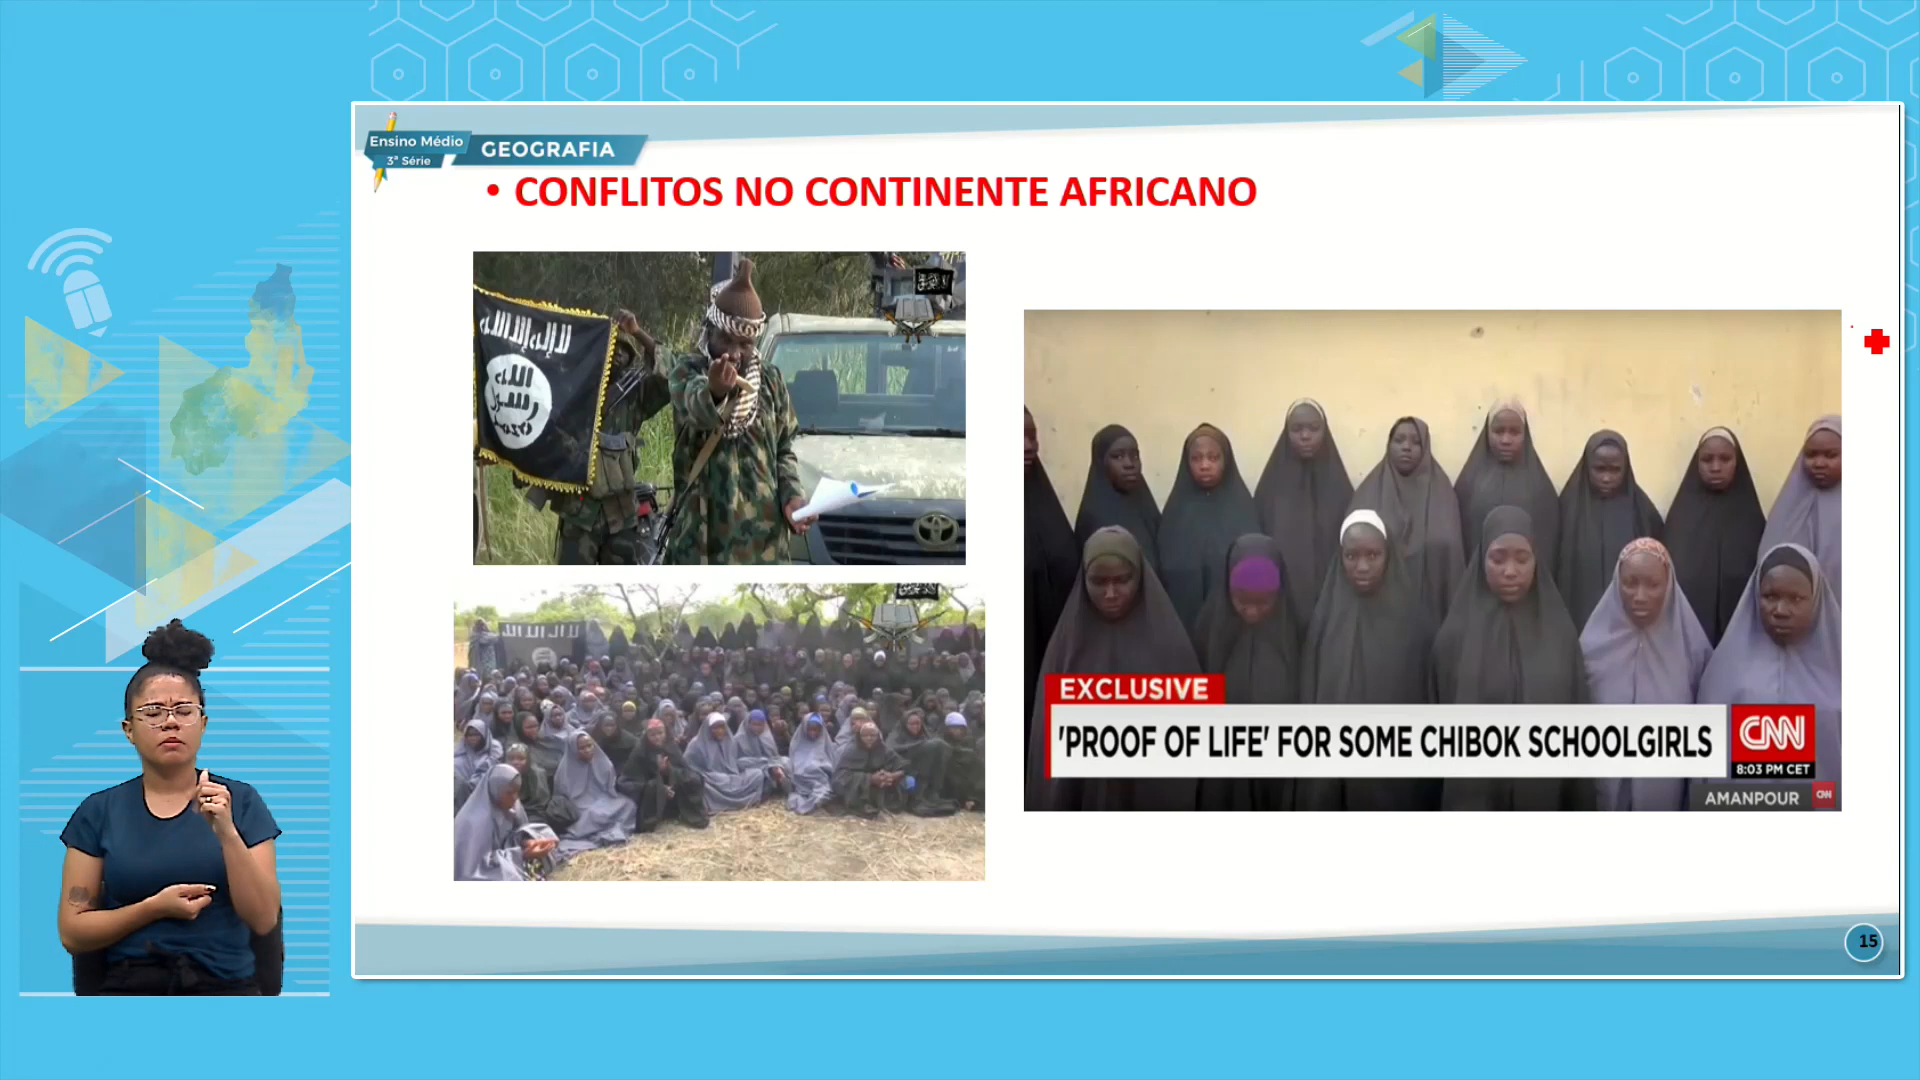 Ensino Médio
3ª Série
GEOGRAFIA
• CONFLITOS NO CONTINENTE AFRICANO
EXCLUSIVE
'PROOF OF LIFE' FOR SOME CHIBOK SCHOOLGIRLS
CNN
8:03 PM CET
AMANPOUR
CNN
15